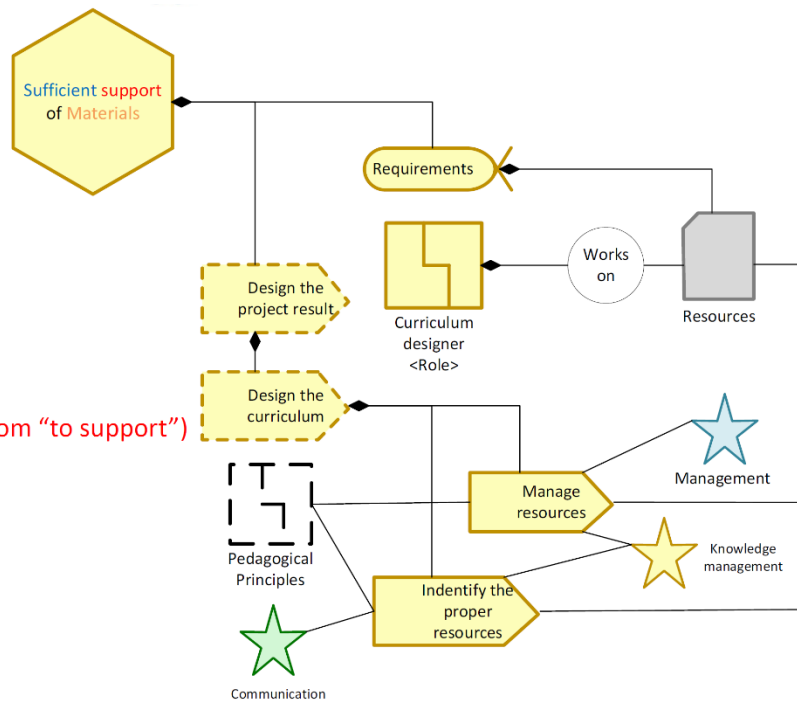 Sufficient support
of Materials
Requirements
Works
on
Design the
project result
Curriculum
designer
<Role>
Resources
Design the
curriculum
om “to support”)
Management
Manage
resources
Pedagogical
Principles
Knowledge
management
Indentify the
proper
resources
Communication